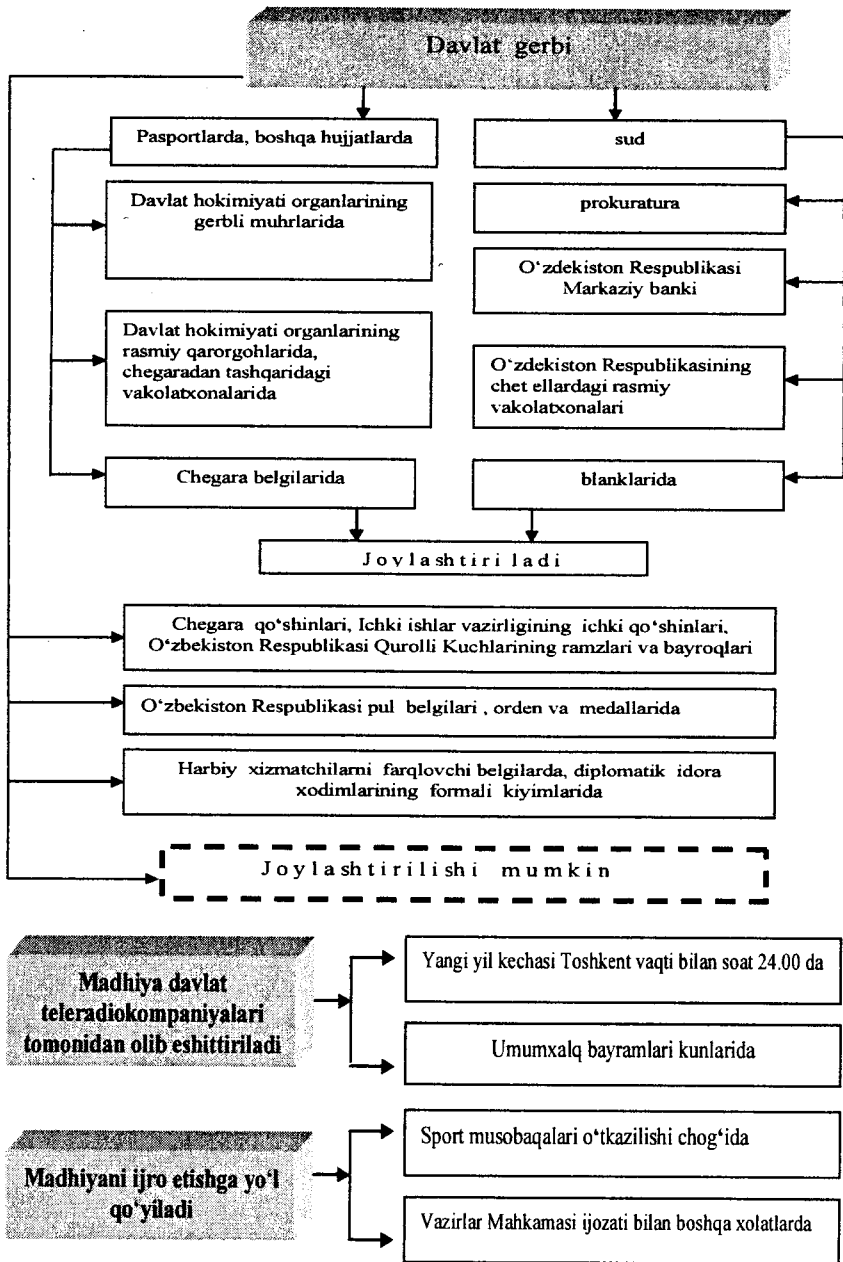 Davlat gerbi
Pasportlarda, boshqa hujjatlarda
Davlat hokimiyati organlarining
gerbli muhrlarida
Davlat hokimiyati organlarining
rasmiy qarorgohlarida,
chegaradan tashqaridagi
vakolatxonalarida
Chegara belgilarida
sud
prokuratura
O‘zdekiston Respublikasi
Markaziy banki
O‘zdekiston Respublikasining
chet ellardagi rasmiy
vakolatxonalari
blanklarida
Joylashtiri ladi
Chegara qo‘shinlari, Ichki ishlar vazirligining ichki qo‘shinlari,
O‘zbekiston Respublikasi Qurolli Kuchlarining ramzlari va bayroqlari
O‘zbekiston Respublikasi pul belgilari , orden va medallarida
Harbiy xizmatchilarni farqlovchi belgilarda, diplomatik idora
xodimlarining formali kiyimlarida
Joylashtirilishi mumkin
Madhiya davlat
teleradiokompaniyalari
tomonidan olib eshittiriladi
Yangi yil kechasi Toshkent vaqti bilan soat 24.00 da
Umumxalq bayramlari kunlarida
Madhiyani ijro etishga yo‘l
qo‘yiladi
Sport musobaqalari o‘tkazilishi chog‘ida
Vazirlar Mahkamasi ijozati bilan boshqa xolatlarda